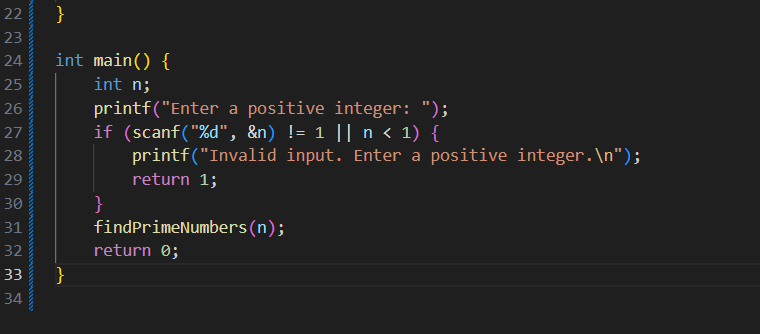 22 }
23
24 int main() {
25     int n;
26     printf("Enter a positive integer: ");
27     if (scanf("%d", &n) != 1 || n < 1) {
28         printf("Invalid input. Enter a positive integer.\n");
29         return 1;
30     }
31     findPrimeNumbers(n);
32     return 0;
33 }
34